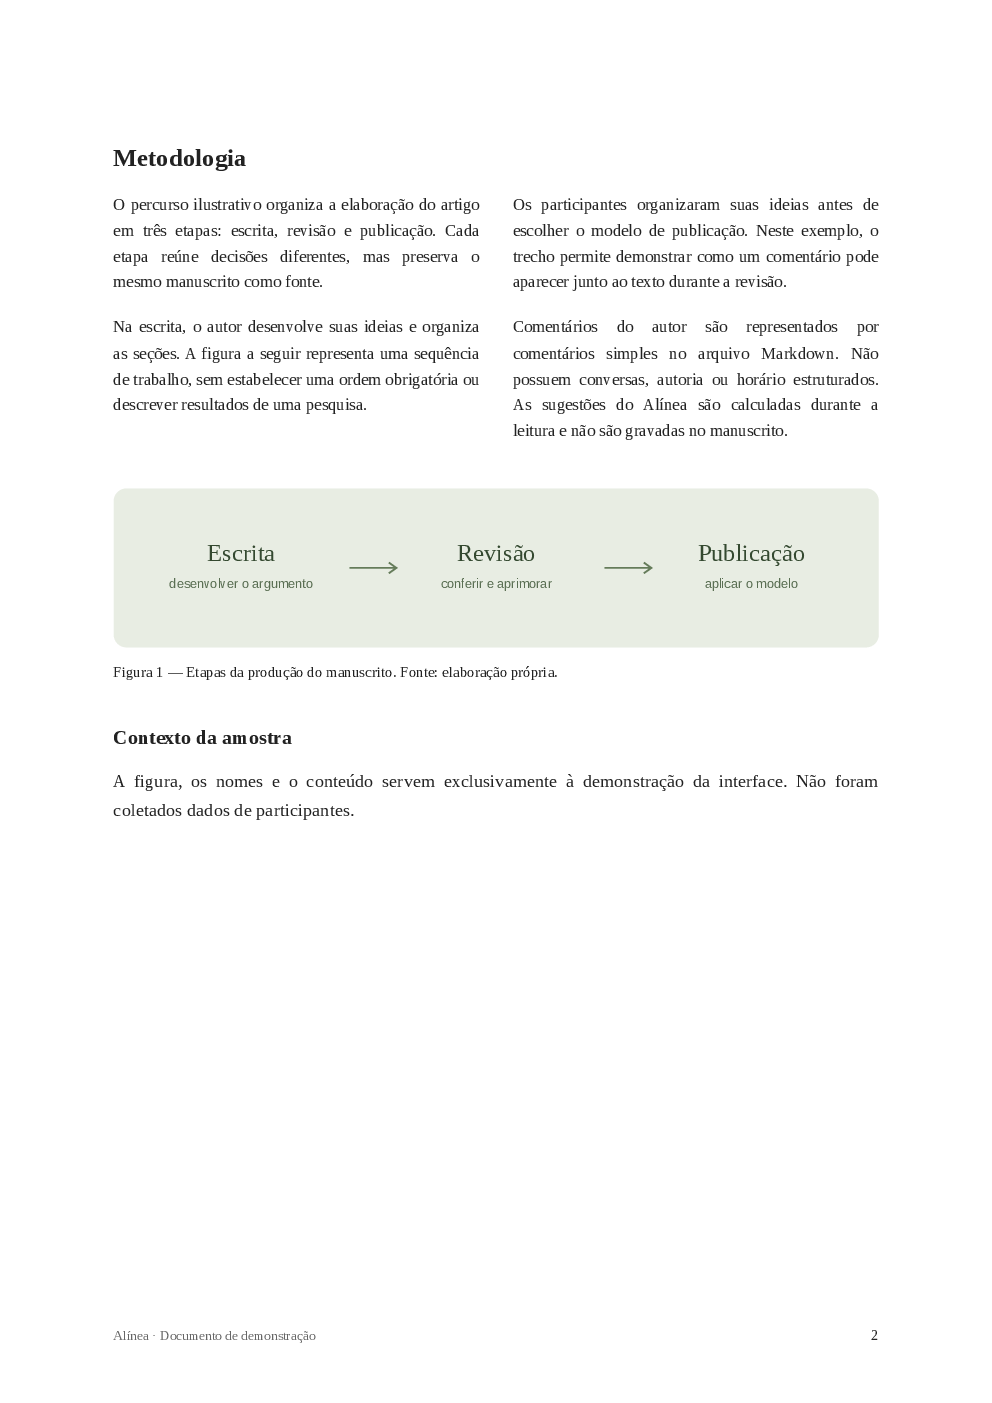 Metodologia
O percurso ilustrativo organiza a elaboração do artigo
em três etapas: escrita, revisão e publicação. Cada
etapa reúne decisões diferentes, mas preserva o
mesmo manuscrito como fonte.
Na escrita, o autor desenvolve suas ideias e organiza
as seções. A figura a seguir representa uma sequência
de trabalho, sem estabelecer uma ordem obrigatória ou
descrever resultados de uma pesquisa.
Os participantes organizaram suas ideias antes de
escolher o modelo de publicação. Neste exemplo, o
trecho permite demonstrar como um comentário pode
aparecer junto ao texto durante a revisão.
Comentários do autor são representados por
comentários simples no arquivo Markdown. Não
possuem conversas, autoria ou horário estruturados.
As sugestões do Alínea são calculadas durante a
leitura e não são gravadas no manuscrito.
Escrita
desenvolver o argumento
Revisão
conferir e aprimorar
Publicação
aplicar o modelo
Figura 1 — Etapas da produção do manuscrito. Fonte: elaboração própria.
Contexto da amostra
A figura, os nomes e o conteúdo servem exclusivamente à demonstração da interface. Não foram
coletados dados de participantes.
Alínea · Documento de demonstração
2